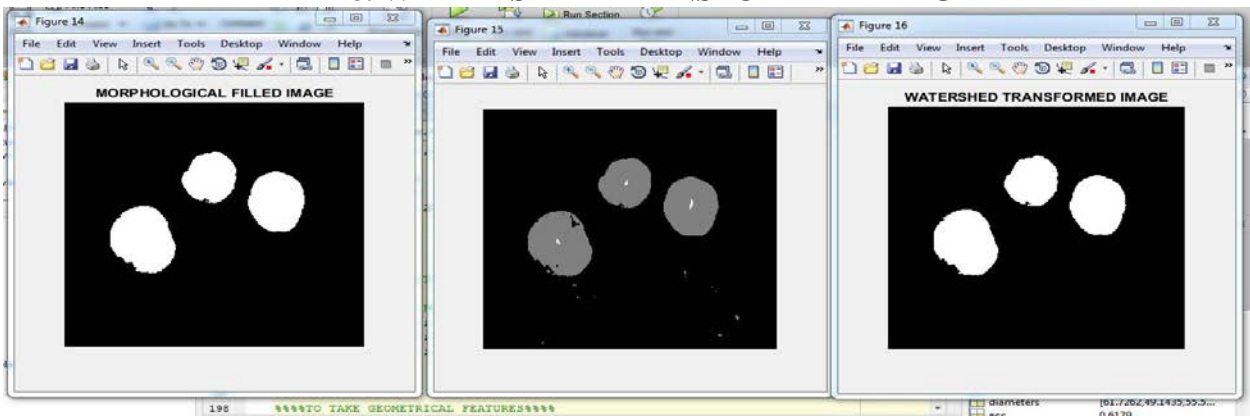 Run Section
Figure 14
File Edit View Insert Tools Desktop Window Help
MORPHOLOGICAL FILLED IMAGE
Figure 15
File Edit View Insert Tools Desktop Window Help
Figure 16
File Edit View Insert Tools Desktop Window Help
WATERSHED TRANSFORMED IMAGE
198 %%%%TO TAKE GEOMETRICAL FEATURES%%%%
diameters [61.7262,49.1435,55.5...
0.6179